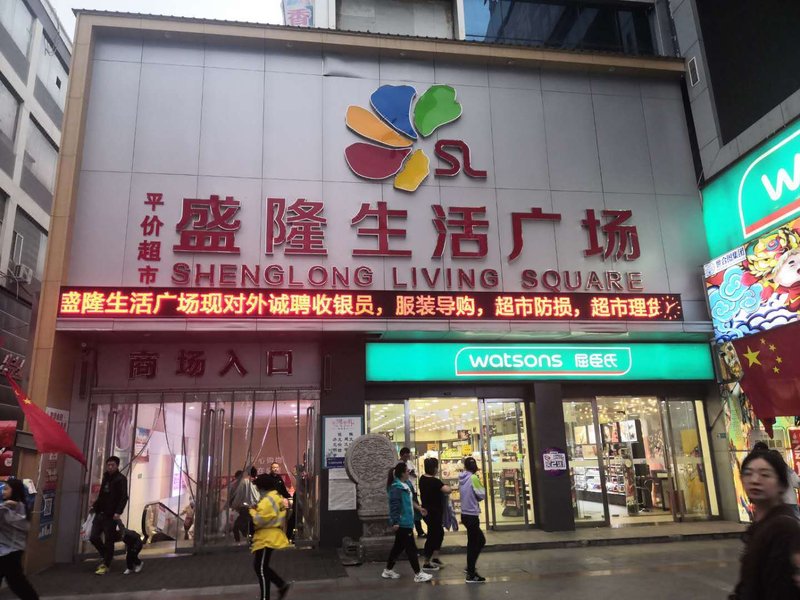 SL
平价超市
盛隆生活广场
SHENGLONG LIVING SQUARE
盛隆生活广场现对外诚聘收银员，服装导购，超市防损，超市理货
商场入口
watsons 屈臣氏
w